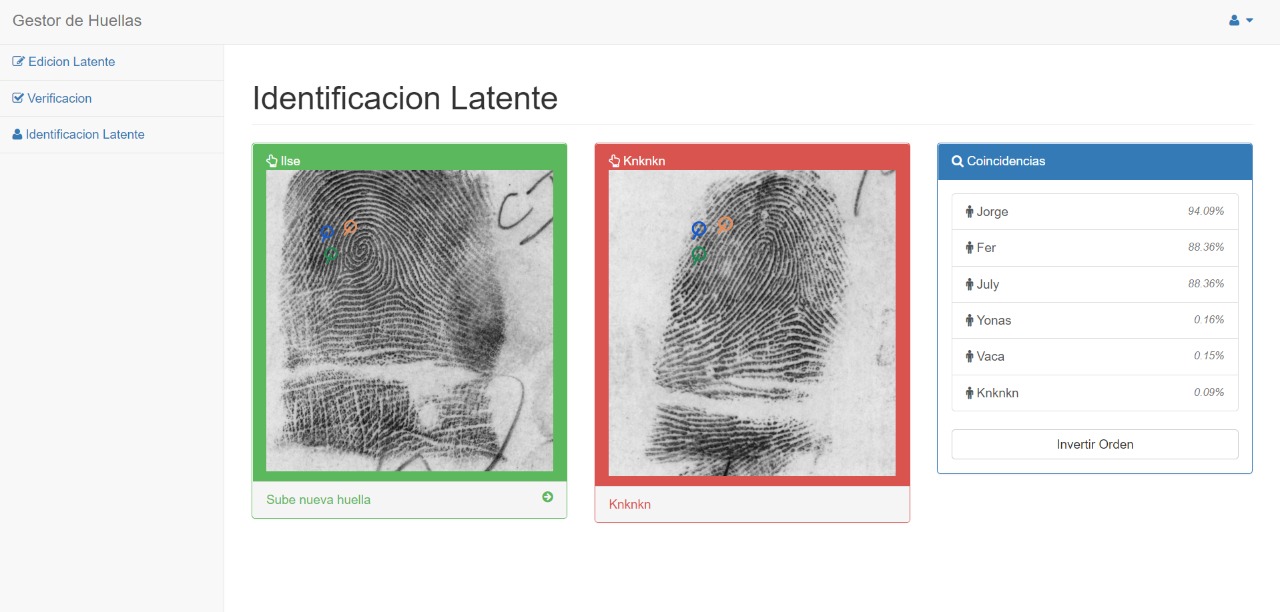 Gestor de Huellas
Edicion Latente
Verificacion
Identificacion Latente
Identificacion Latente
Ilse
Sube nueva huella
Knknkn
Knknkn
Coincidencias
Jorge 94.09%
Fer 88.36%
July 88.36%
Yonas 0.16%
Vaca 0.15%
Knknkn 0.09%
Invertir Orden